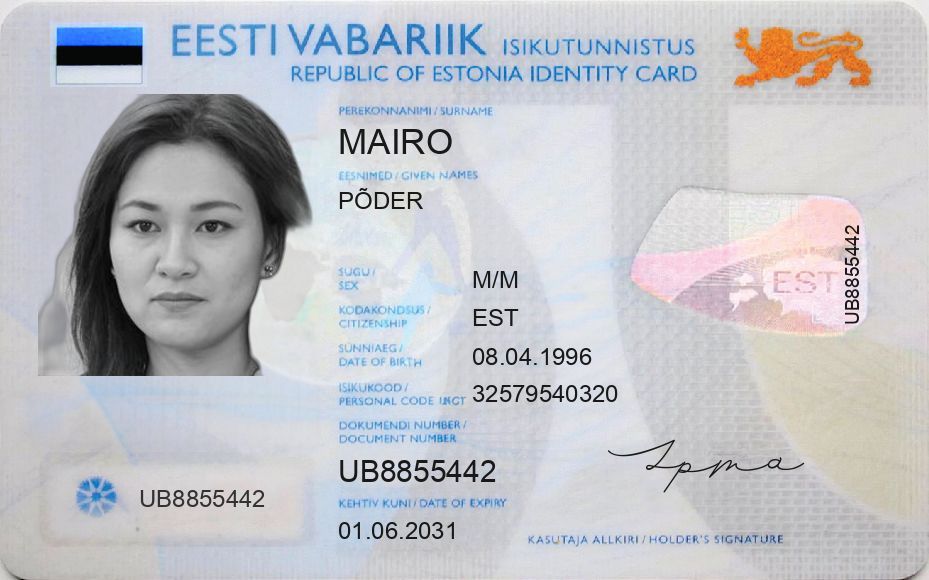 EESTI VABARIIK ISIKUTUNNISTUS
REPUBLIC OF ESTONIA IDENTITY CARD
PEREKONNANIMI / SURNAME
MAIRO
EESNIMED / GIVEN NAMES
PÕDER
SUGU /
SEX
M/M
KODAKONDSUS /
CITIZENSHIP
EST
SÜNNIAEG /
DATE OF BIRTH
08.04.1996
ISIKUKOOD /
PERSONAL CODE
32579540320
DOKUMENDI NUMBER /
DOCUMENT NUMBER
UB8855442
KEHTIV KUNI / DATE OF EXPIRY
01.06.2031
UB8855442
EST
UB8855442
KASUTAJA ALLKIRI / HOLDER'S SIGNATURE